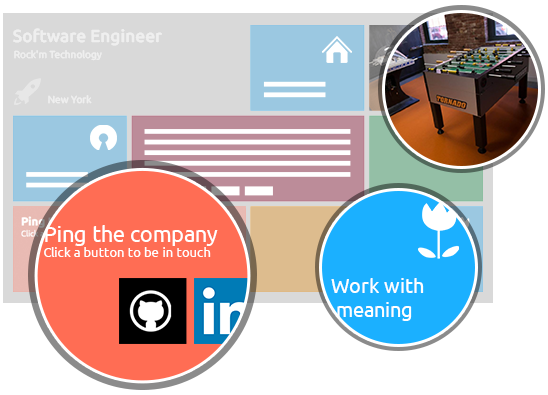 Software Engineer
Rock'm Technology
New York
TORNADO
Ping
Click
Ping the company
Click a button to be in touch
in
Work with
meaning